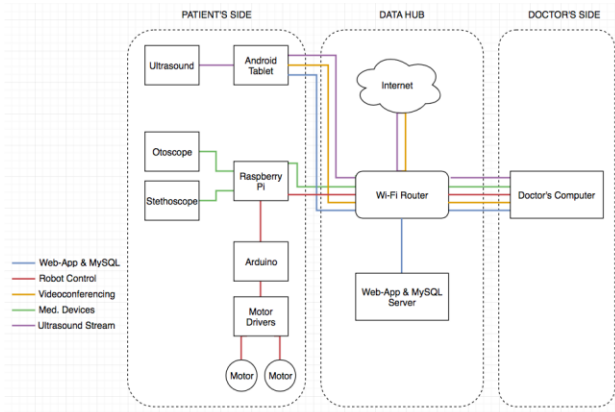 PATIENT'S SIDE
DATA HUB
DOCTOR'S SIDE
Ultrasound
Android
Tablet
Internet
Otoscope
Stethoscope
Raspberry
Pi
Wi-Fi Router
Doctor's Computer
Arduino
Web-App & MySQL
Server
Motor
Drivers
Motor
Motor
Web-App & MySQL
Robot Control
Videoconferencing
Med. Devices
Ultrasound Stream